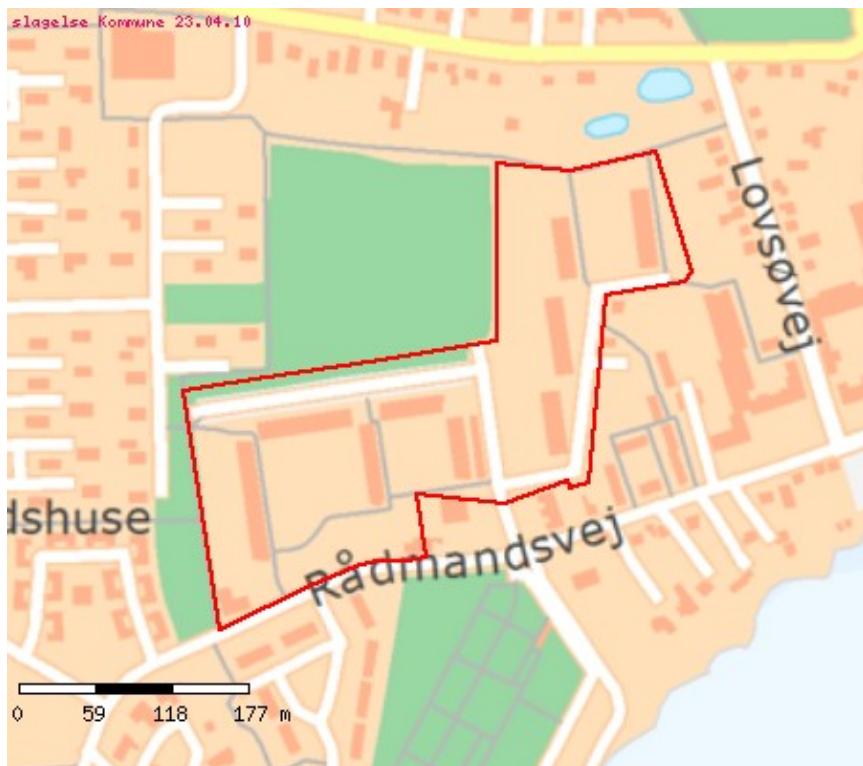 slagelse Kommune 23.04.10
Lovsøvej
dshuse
Rådmandsvej
0 59 118 177 m